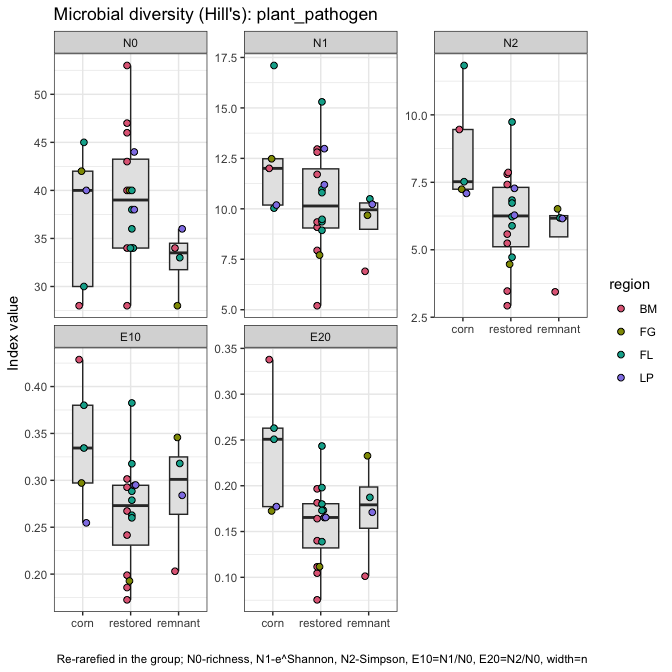 Microbial diversity (Hill's): plant_pathogen
N0
N1
N2
50
45
40
35
30
17.5
15.0
12.5
10.0
7.5
5.0
10.0
7.5
5.0
2.5
corn restored remnant
Index value
region
BM
FG
FL
LP
E10
E20
0.40
0.35
0.30
0.25
0.20
0.35
0.30
0.25
0.20
0.15
0.10
corn restored remnant
corn restored remnant
Re-rarefied in the group; N0-richness, N1-e^Shannon, N2-Simpson, E10=N1/N0, E20=N2/N0, width=n